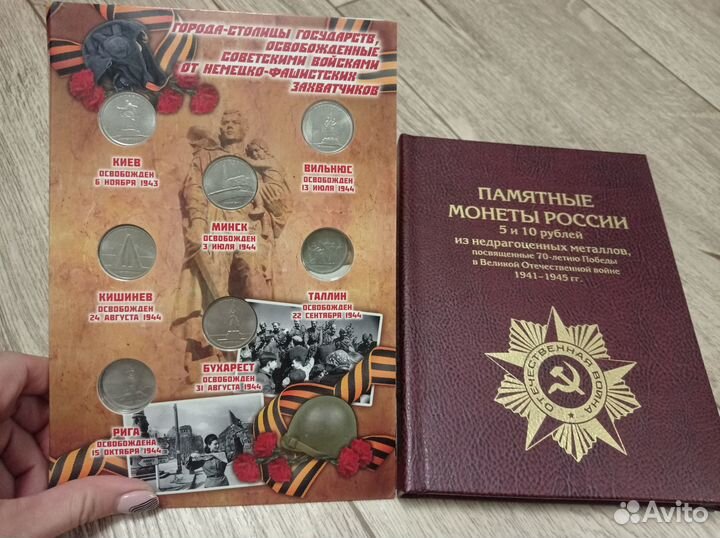 ГОРОДА-СТОЛИЦЫ ГОСУДАРСТВ,
ОСВОБОЖДЕННЫЕ
СОВЕТСКИМИ ВОЙСКАМИ
ОТ НЕМЕЦКО-ФАШИСТСКИХ
ЗАХВАТЧИКОВ
КИЕВ
ОСВОБОЖДЕН
6 НОЯБРЯ 1943
ВИЛЬНЮС
ОСВОБОЖДЕН
13 ИЮЛЯ 1944
МИНСК
ОСВОБОЖДЕН
3 ИЮЛЯ 1944
КИШИНЕВ
ОСВОБОЖДЕН
24 АВГУСТА 1944
ТАЛЛИН
ОСВОБОЖДЕН
22 СЕНТЯБРЯ 1944
БУХАРЕСТ
ОСВОБОЖДЕН
31 АВГУСТА 1944
РИГА
ОСВОБОЖДЕНА
15 ОКТЯБРЯ 1944
ПАМЯТНЫЕ
МОНЕТЫ РОССИИ
5 и 10 рублей
из недрагоценных металлов,
посвященные 70-летию Победы
в Великой Отечественной войне
1941–1945 гг.
ОТЕЧЕСТВЕННАЯ ВОЙНА
Avito